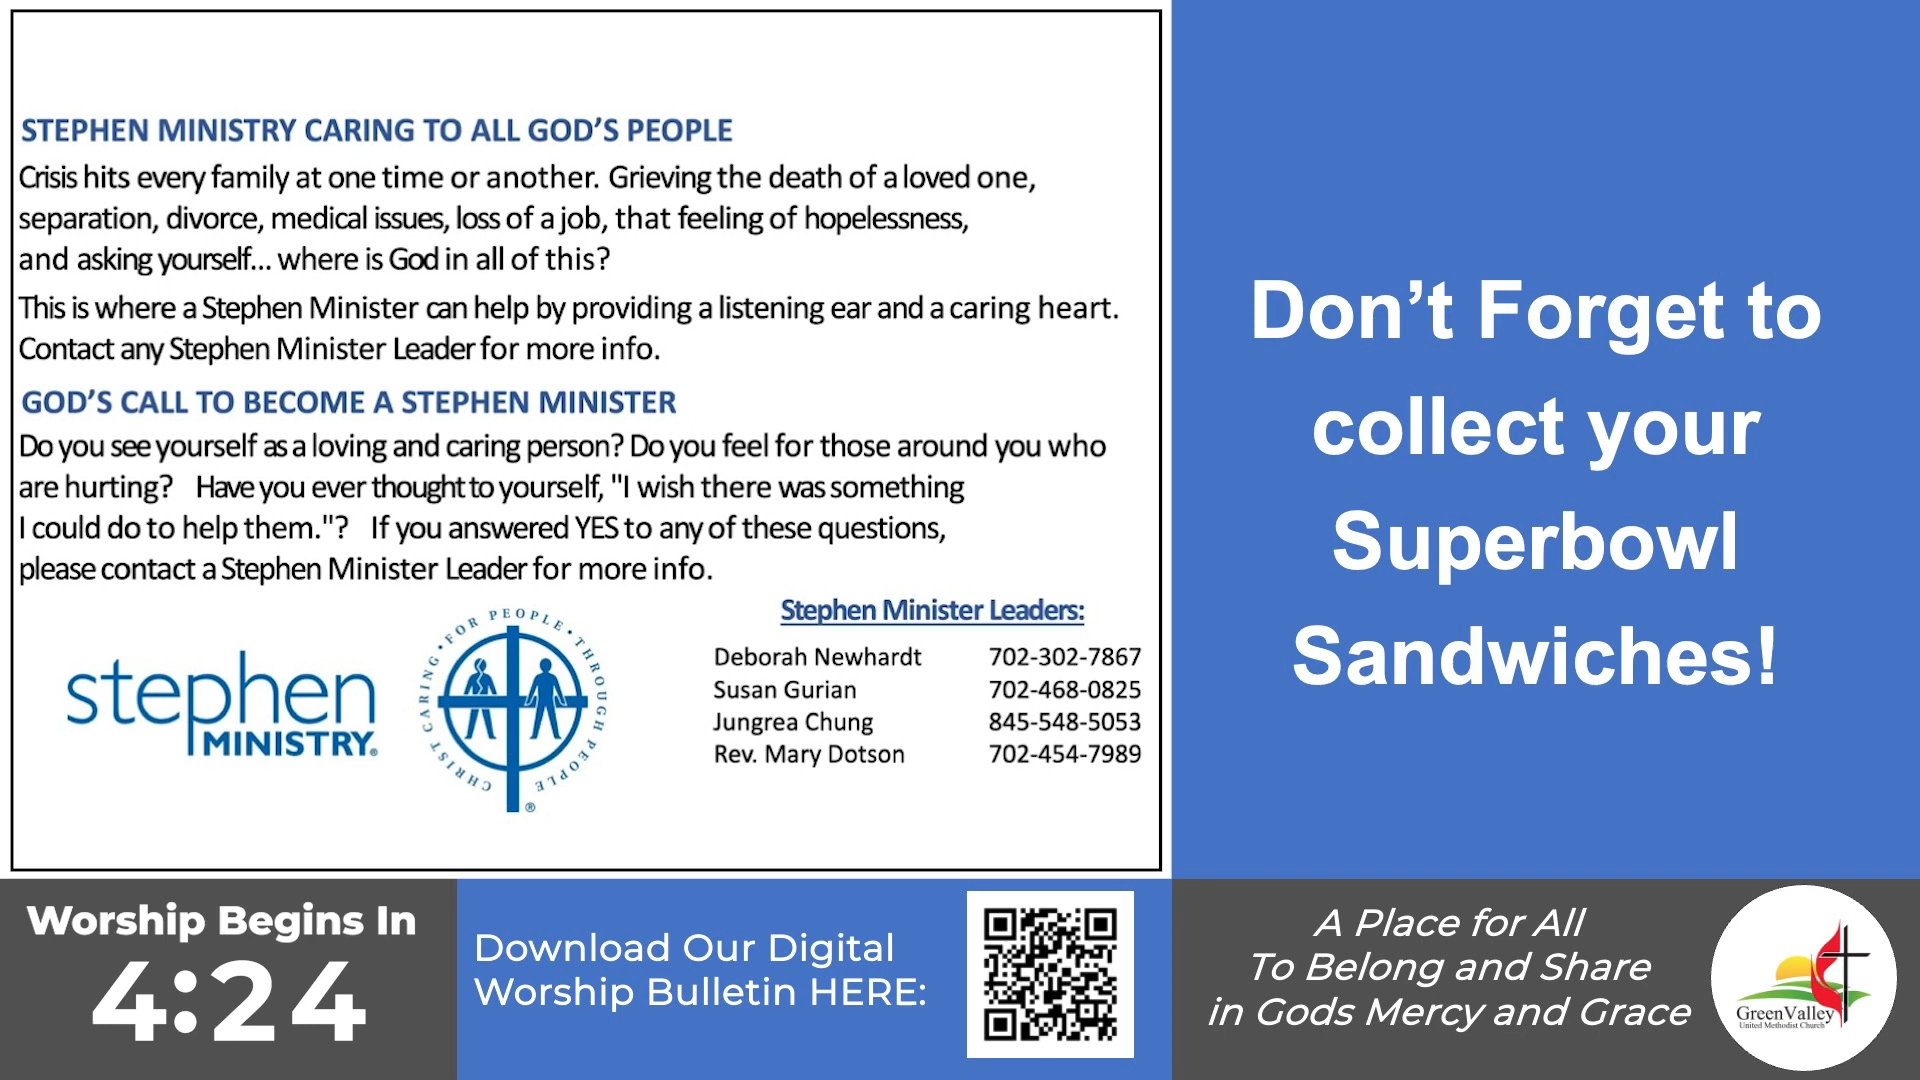 STEPHEN MINISTRY CARING TO ALL GOD'S PEOPLE
Crisis hits every family at one time or another. Grieving the death of a loved one,
separation, divorce, medical issues, loss of a job, that feeling of hopelessness,
and asking yourself... where is God in all of this?
This is where a Stephen Minister can help by providing a listening ear and a caring heart.
Contact any Stephen Minister Leader for more info.
GOD'S CALL TO BECOME A STEPHEN MINISTER
Do you see yourself as a loving and caring person? Do you feel for those around you who
are hurting? Have you ever thought to yourself, "I wish there was something
I could do to help them."? If you answered YES to any of these questions,
please contact a Stephen Minister Leader for more info.
stephen
MINISTRY®
CHRIST CARING • FOR PEOPLE • THROUGH PEOPLE
®
Stephen Minister Leaders:
Deborah Newhardt 702-302-7867
Susan Gurian 702-468-0825
Jungrea Chung 845-548-5053
Rev. Mary Dotson 702-454-7989
Don't Forget to
collect your
Superbowl
Sandwiches!
Worship Begins In
4:24
Download Our Digital
Worship Bulletin HERE:
A Place for All
To Belong and Share
in Gods Mercy and Grace
GreenValley
United Methodist Church